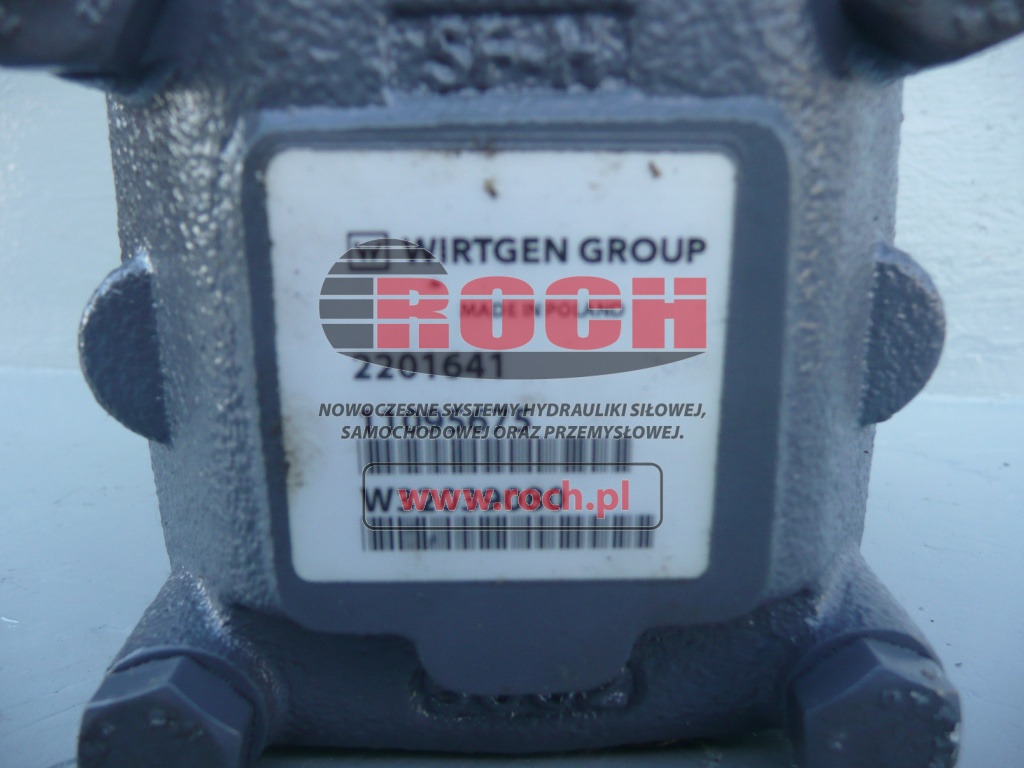 WIRTGEN GROUP
MADE IN POLAND
ROCH
2201641
NOWOCZESNE SYSTEMY HYDRAULIKI SIŁOWEJ,
SAMOCHODOWEJ ORAZ PRZEMYSŁOWEJ.
www.roch.pl